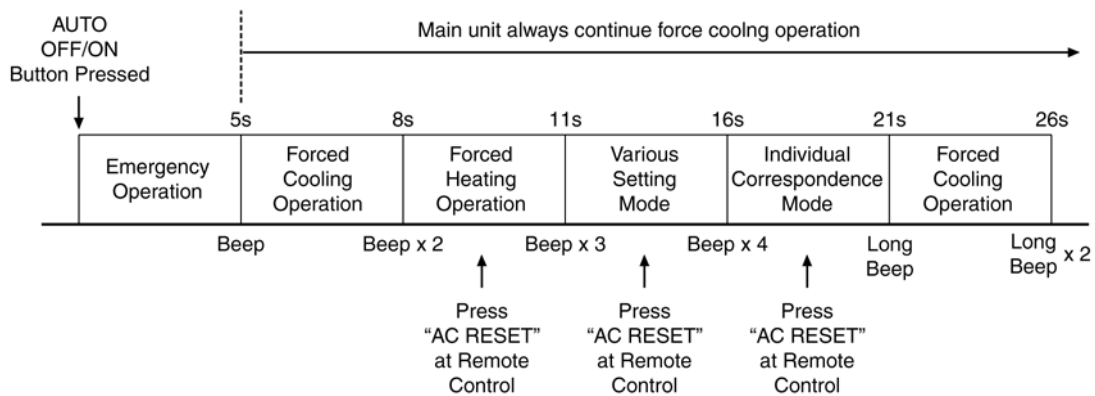 AUTO
OFF/ON
Button Pressed
Main unit always continue force coolng operation
5s
8s
11s
16s
21s
26s
Emergency
Operation
Forced
Cooling
Operation
Forced
Heating
Operation
Various
Setting
Mode
Individual
Correspondence
Mode
Forced
Cooling
Operation
Beep
Beep x 2
Beep x 3
Beep x 4
Long
Beep
Long
Beep x 2
Press
“AC RESET”
at Remote
Control
Press
“AC RESET”
at Remote
Control
Press
“AC RESET”
at Remote
Control